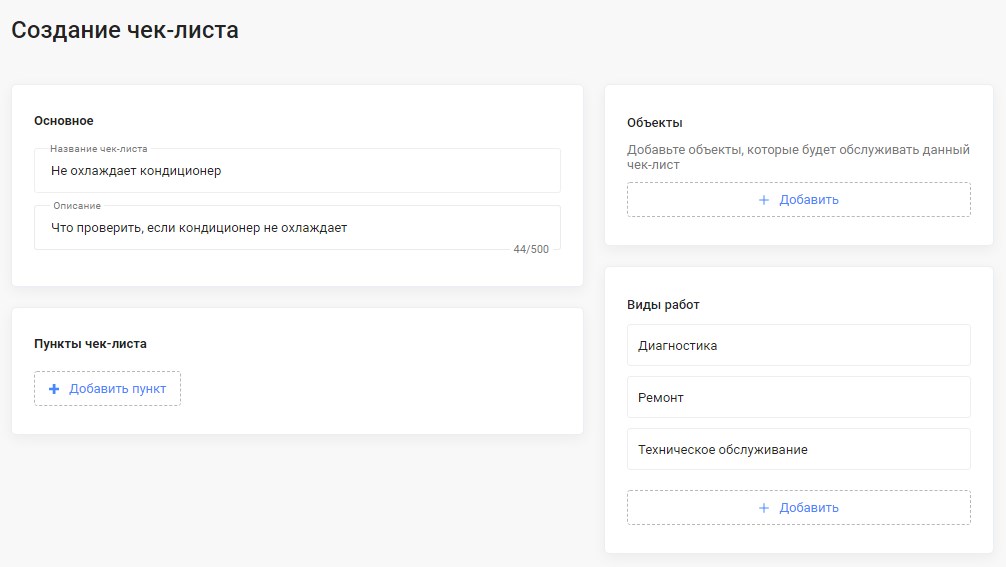 Создание чек-листа
Основное
Название чек-листа
Не охлаждает кондиционер
Описание
Что проверить, если кондиционер не охлаждает
44/500
Пункты чек-листа
Добавить пункт
Объекты
Добавьте объекты, которые будет обслуживать данный
чек-лист
Добавить
Виды работ
Диагностика
Ремонт
Техническое обслуживание
Добавить